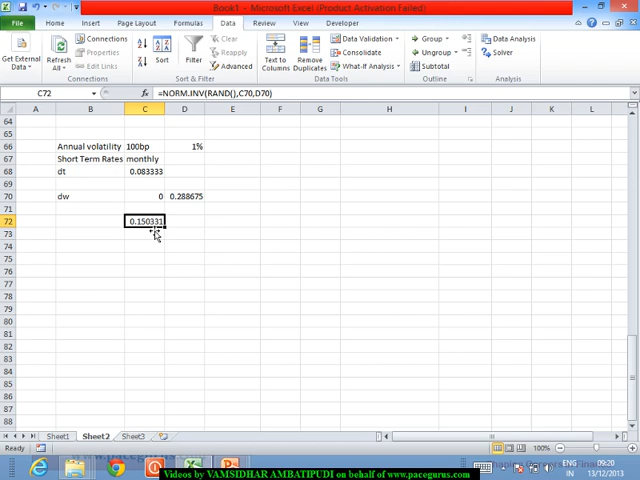 Book1 - Microsoft Excel (Product Activation Failed)
File Home Insert Page Layout Formulas Data Review View Developer
Get External Data
Refresh All
Connections
Properties
Edit Links
Connections
Sort
Filter
Clear
Reapply
Advanced
Sort & Filter
Text to Columns
Remove Duplicates
Data Validation
Consolidate
What-If Analysis
Data Tools
Group
Ungroup
Subtotal
Outline
Data Analysis
Solver
Analysis
C72 fx =NORM.INV(RAND(),C70,D70)
A B C D E F G H I J K L
64
65
66 Annual volatility 100bp 1%
67 Short Term Rates monthly
68 dt 0.083333
69
70 dw 0 0.288675
71
72 0.150331
73
74
75
76
77
78
79
80
81
82
83
84
85
86
87
88
Sheet1 Sheet2 Sheet3
Ready 100%
www.pacegurus.com
ENG 09:20
IN 13/12/2013
Videos by VAMSIDHAR AMBATIPUDI on behalf of www.pacegurus.com